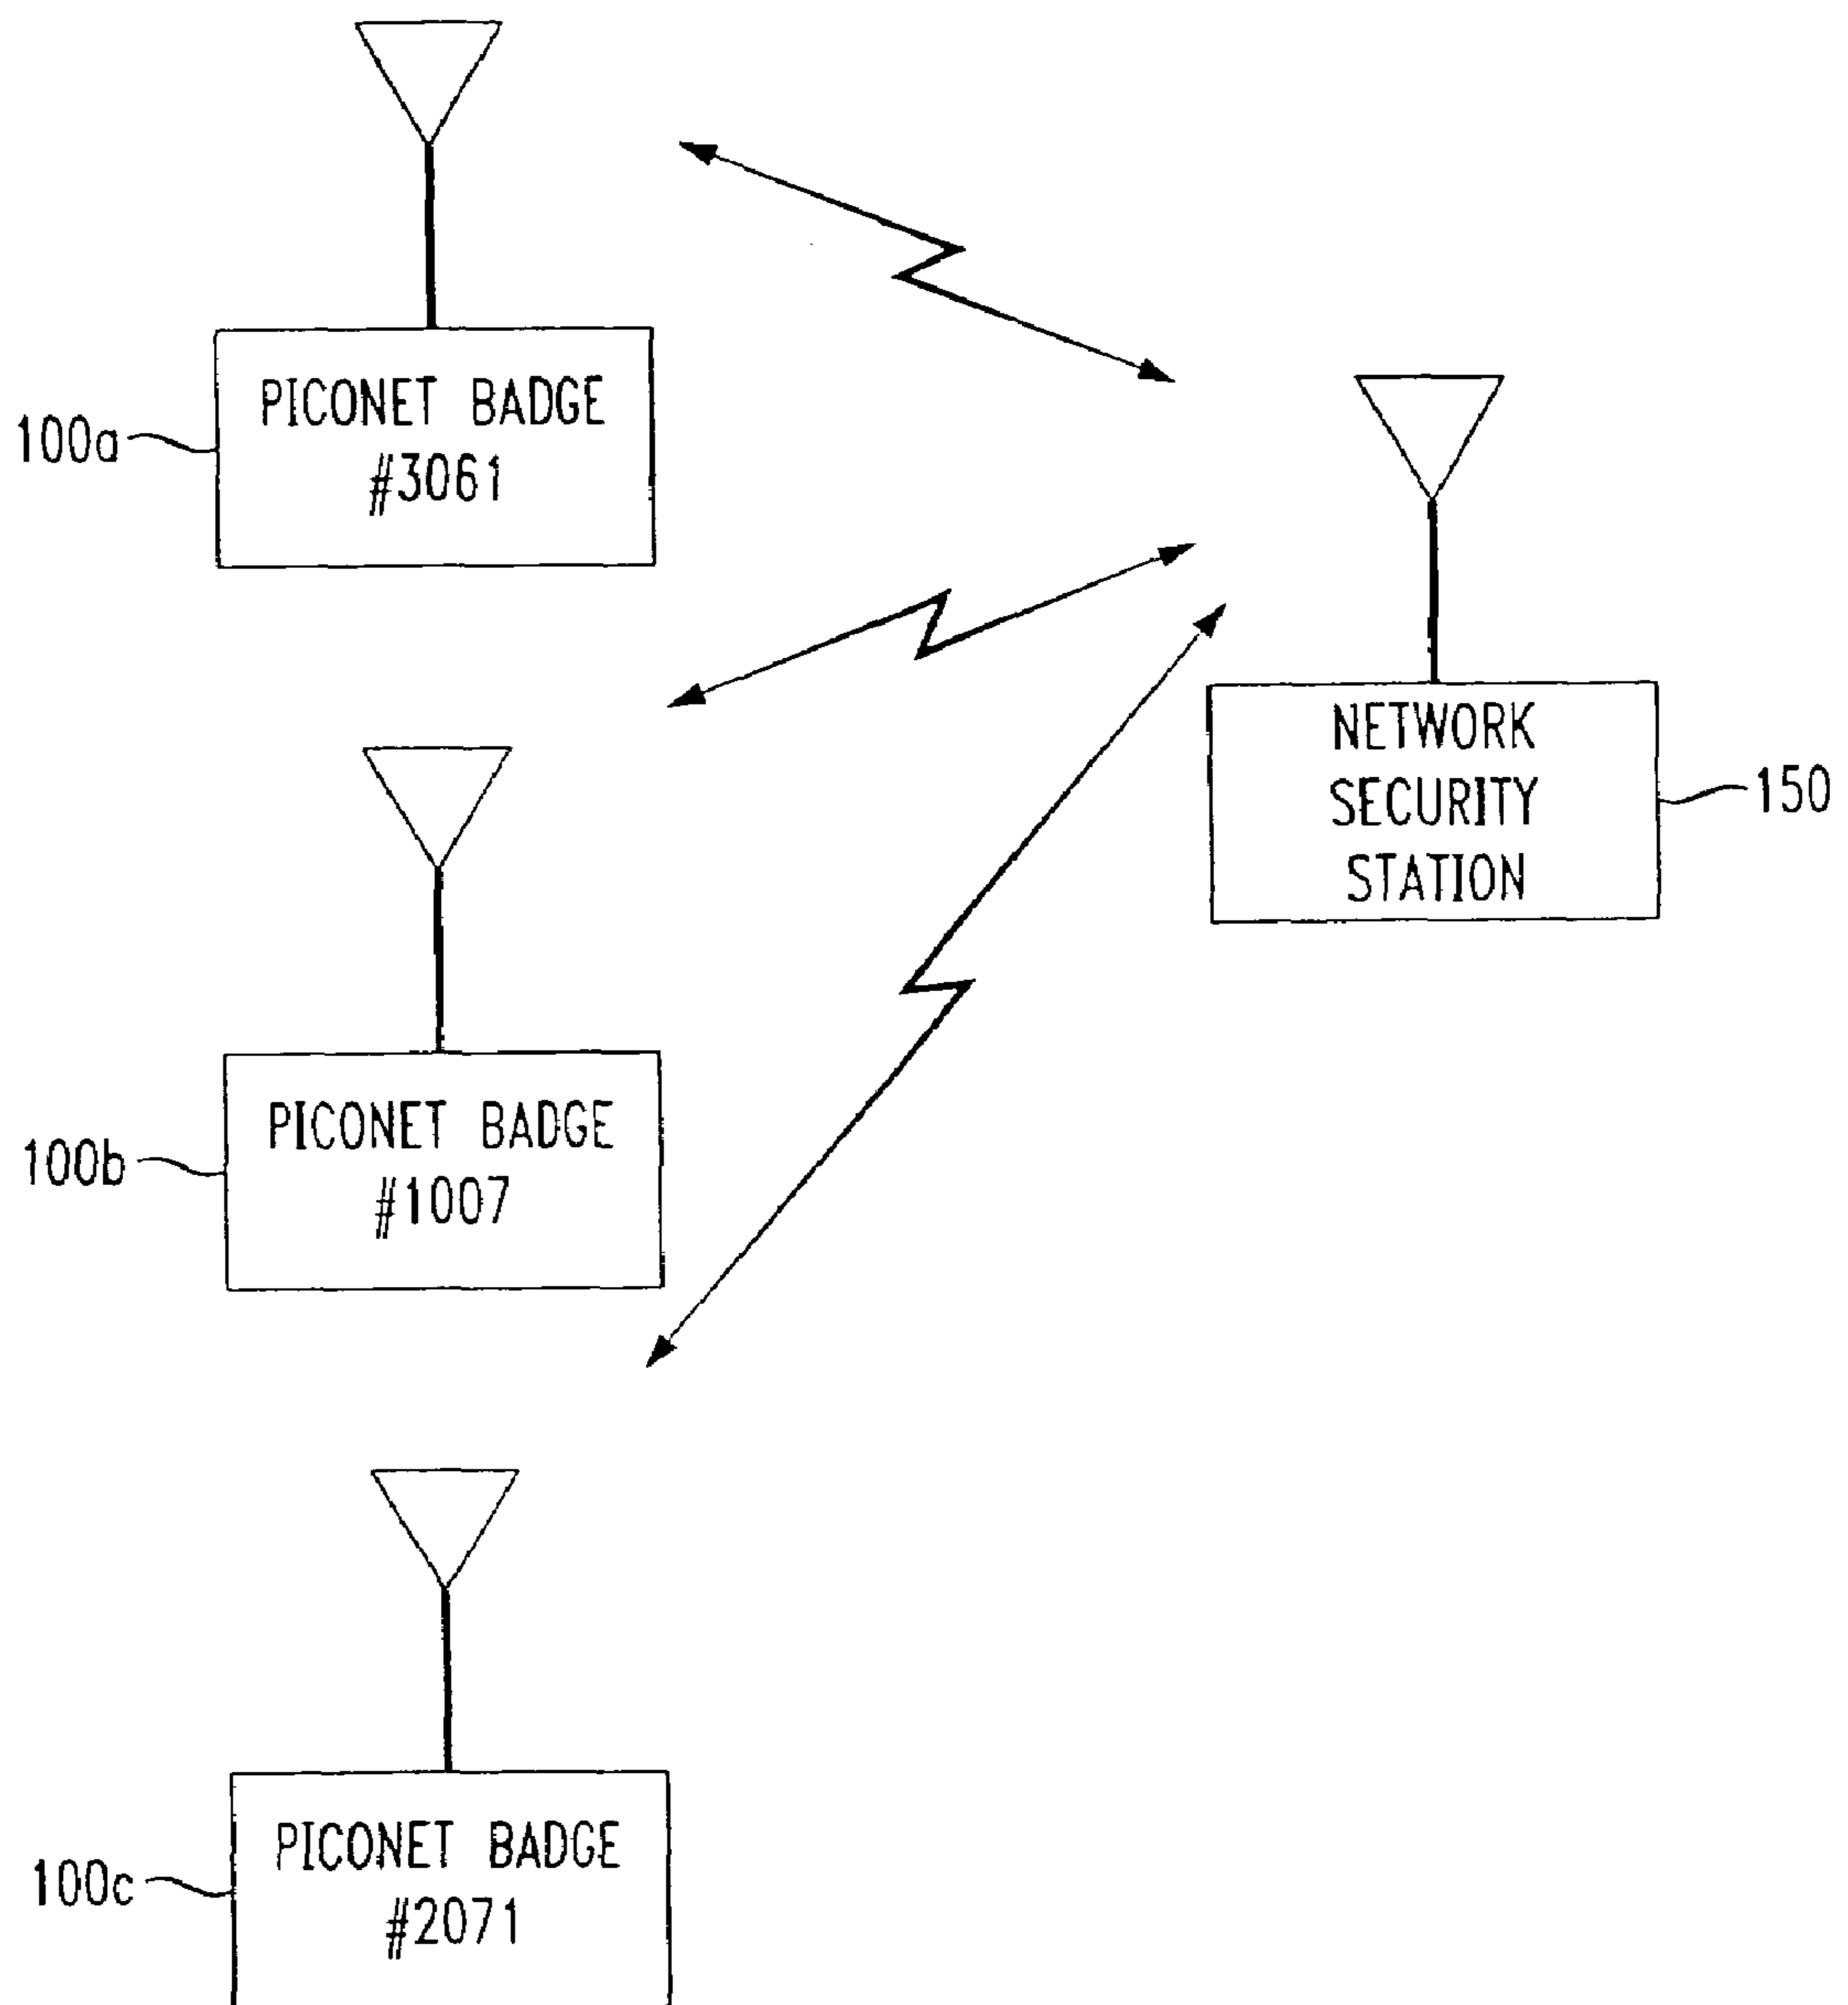 PICONET BADGE
#3061
100a
NETWORK
SECURITY
STATION
150
PICONET BADGE
#1007
100b
PICONET BADGE
#2071
100c